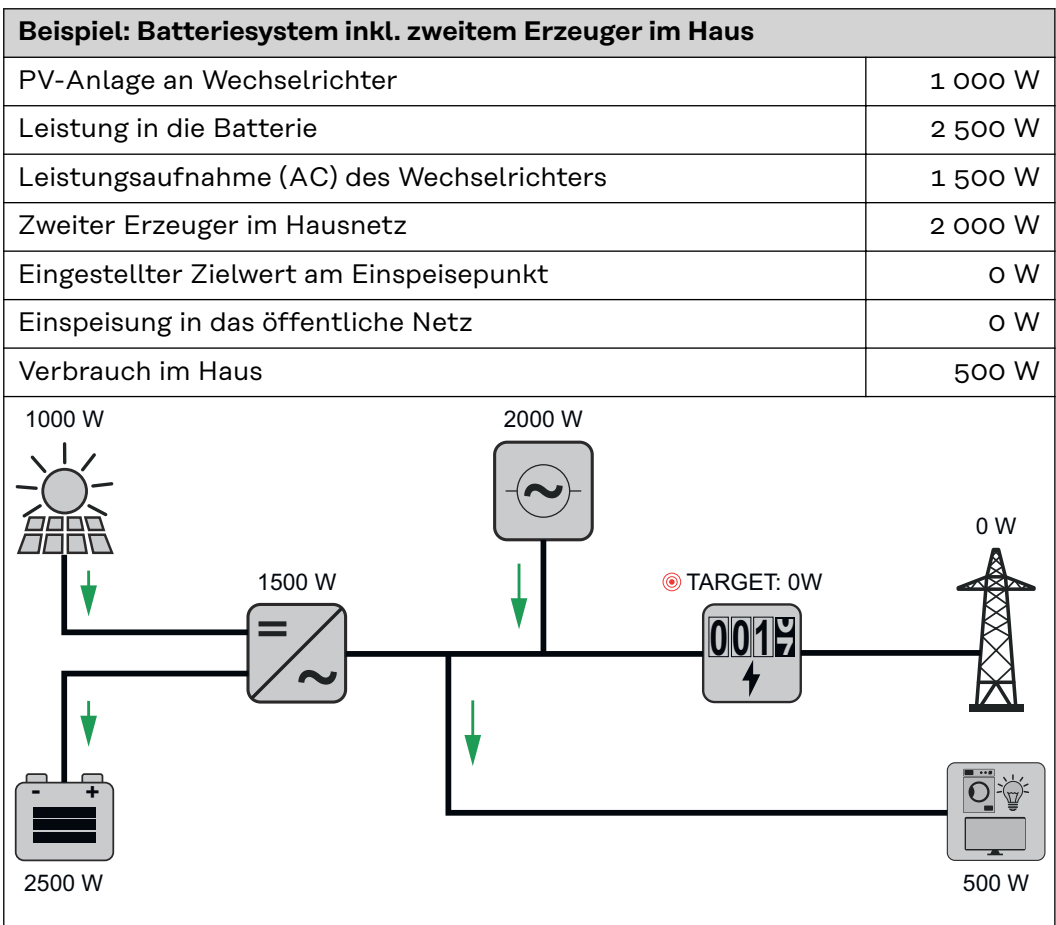 Beispiel: Batteriesystem inkl. zweitem Erzeuger im Haus
PV-Anlage an Wechselrichter 1 000 W
Leistung in die Batterie 2 500 W
Leistungsaufnahme (AC) des Wechselrichters 1 500 W
Zweiter Erzeuger im Hausnetz 2 000 W
Eingestellter Zielwert am Einspeisepunkt 0 W
Einspeisung in das öffentliche Netz 0 W
Verbrauch im Haus 500 W
1000 W
2000 W
0 W
1500 W
TARGET: 0W
001
- +
2500 W
500 W